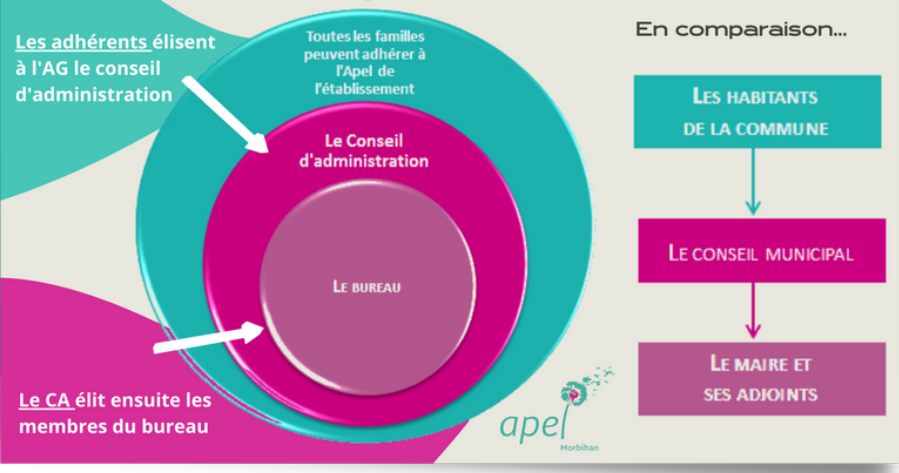 Les adhérents élisent
à l'AG le conseil
d'administration
Toutes les familles
peuvent adhérer à
l'Apel de
l'établissement
Le Conseil
d'administration
LE BUREAU
Le CA élit ensuite les
membres du bureau
apel
Morbihan
En comparaison...
LES HABITANTS
DE LA COMMUNE
LE CONSEIL MUNICIPAL
LE MAIRE ET
SES ADJOINTS